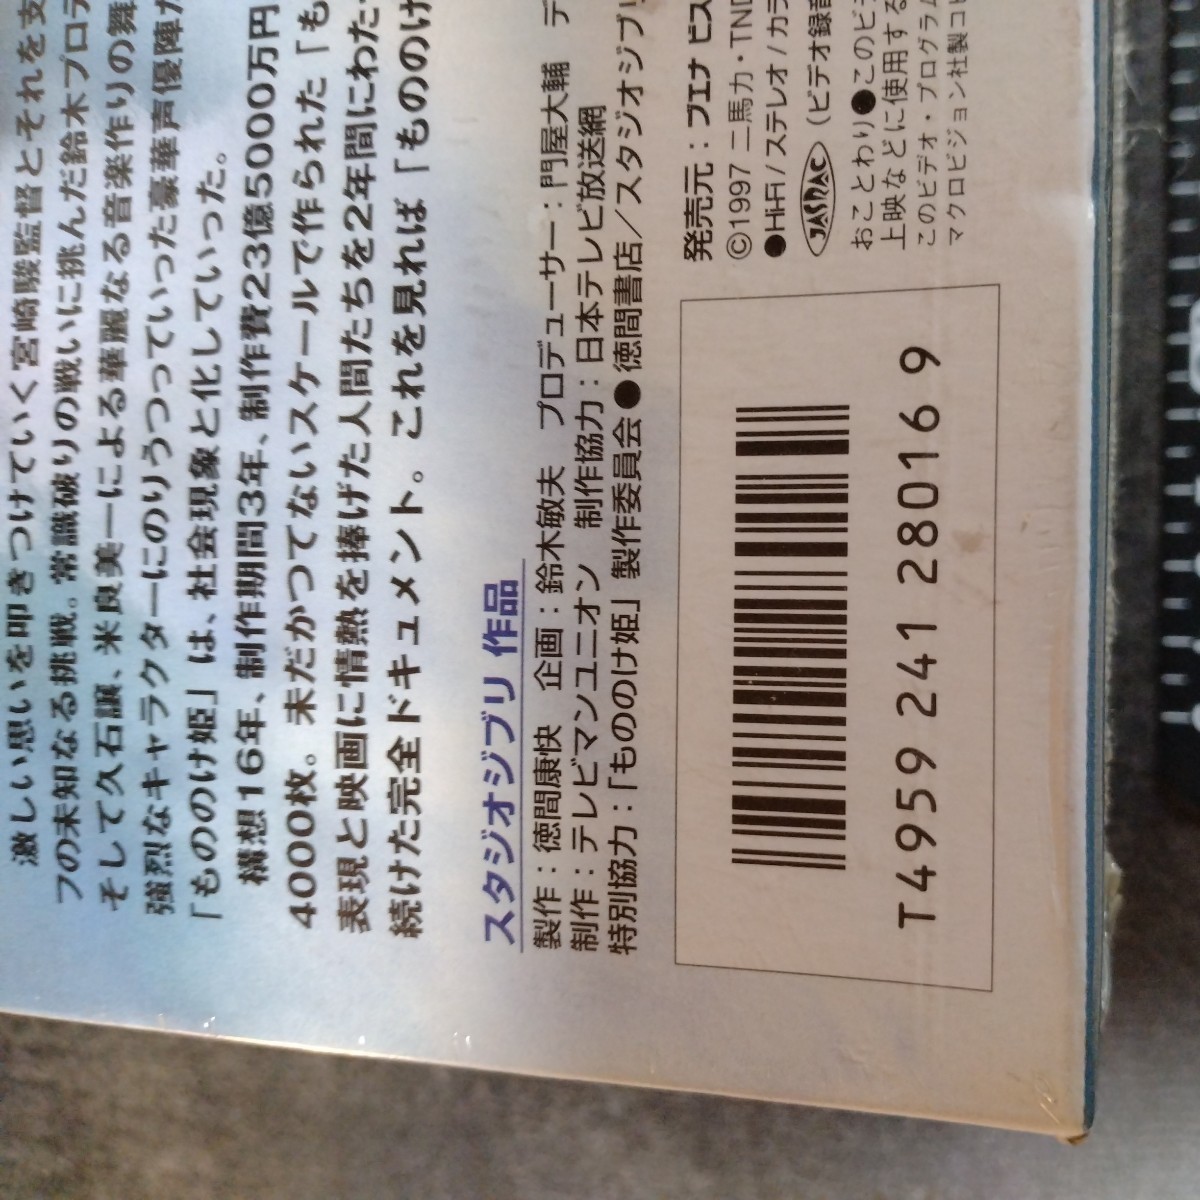 激しい思いを叩きつけていく宮崎駿監督とそれを支
フの未知なる挑戦。常識破りの戦いに挑んだ鈴木プロデ
そして久石譲、米良美一による華麗なる音楽作りの舞
強烈なキャラクターにのりうつっていった豪華声優陣
「もののけ姫」は、社会現象と化していった。
構想16年、制作期間3年、制作費23億5000万円
4000枚。未だかつてないスケールで作られた「も
表現と映画に情熱を捧げた人間たちを2年間にわた
続けた完全ドキュメント。これを見れば「もののけ
スタジオジブリ 作品
製作：徳間康快 企画：鈴木敏夫 プロデューサー：門屋大輔 デ
制作：テレビマンユニオン 制作協力：日本テレビ放送網
特別協力：「もののけ姫」製作委員会●徳間書店／スタジオジブリ
発売元：ブエナ ビス
©1997 二馬力・TND
●Hi-Fi/ステレオ/カラ
JASRAC（ビデオ録音
おことわり●このビデ
上映などに使用する
このビデオ・プログラム
マクロビジョン社製コピ
T4959 241 28016 9